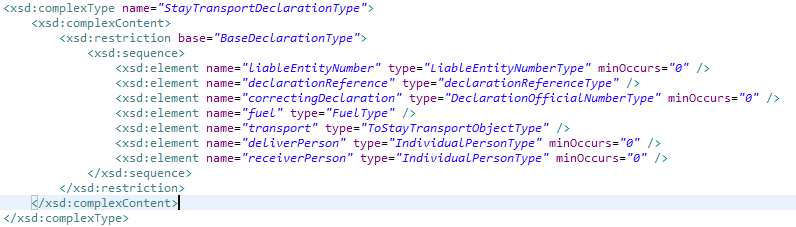 <xsd:complexType name="StayTransportDeclarationType">
<xsd:complexContent>
<xsd:restriction base="BaseDeclarationType">
<xsd:sequence>
<xsd:element name="liableEntityNumber" type="LiableEntityNumberType" minOccurs="0" />
<xsd:element name="declarationReference" type="declarationReferenceType" />
<xsd:element name="correctingDeclaration" type="DeclarationOfficialNumberType" minOccurs="0" />
<xsd:element name="fuel" type="FuelType" />
<xsd:element name="transport" type="ToStayTransportObjectType" />
<xsd:element name="deliverPerson" type="IndividualPersonType" minOccurs="0" />
<xsd:element name="receiverPerson" type="IndividualPersonType" minOccurs="0" />
</xsd:sequence>
</xsd:restriction>
</xsd:complexContent>
</xsd:complexType>